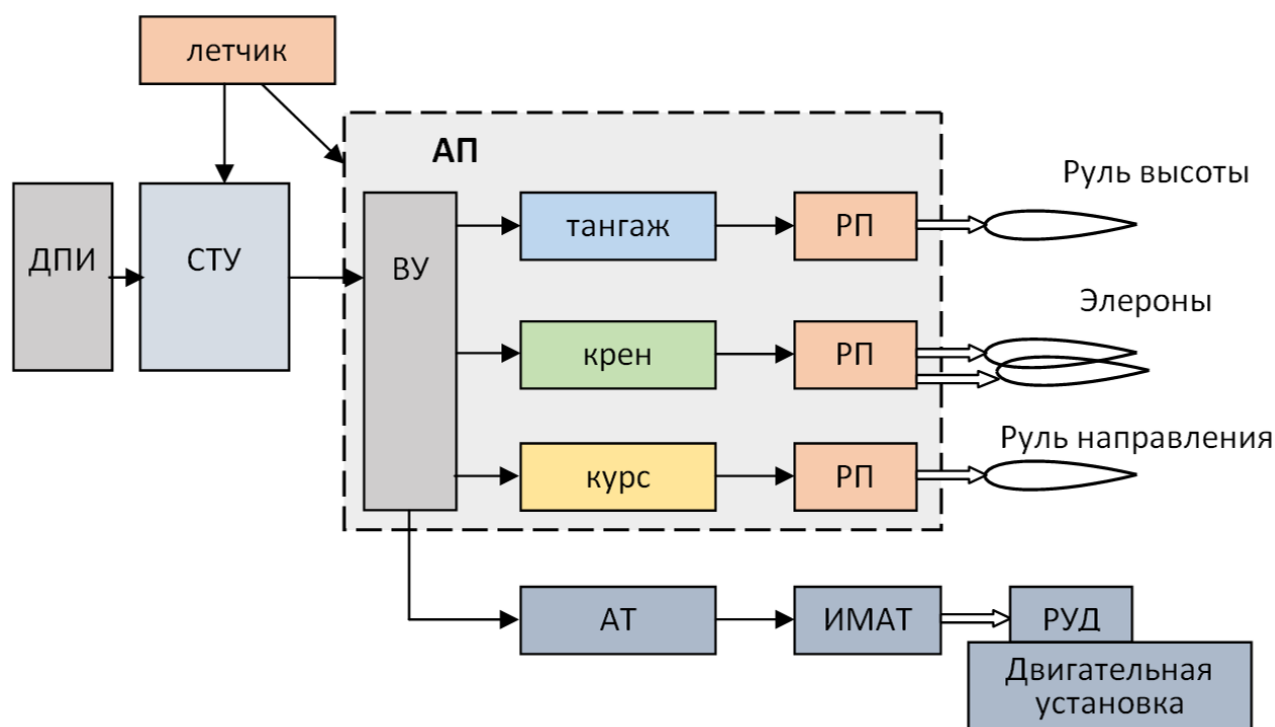 летчик
АП
ДПИ
СТУ
ВУ
тангаж
РП
Руль высоты
крен
РП
Элероны
курс
РП
Руль направления
АТ
ИМАТ
РУД
Двигательная
установка